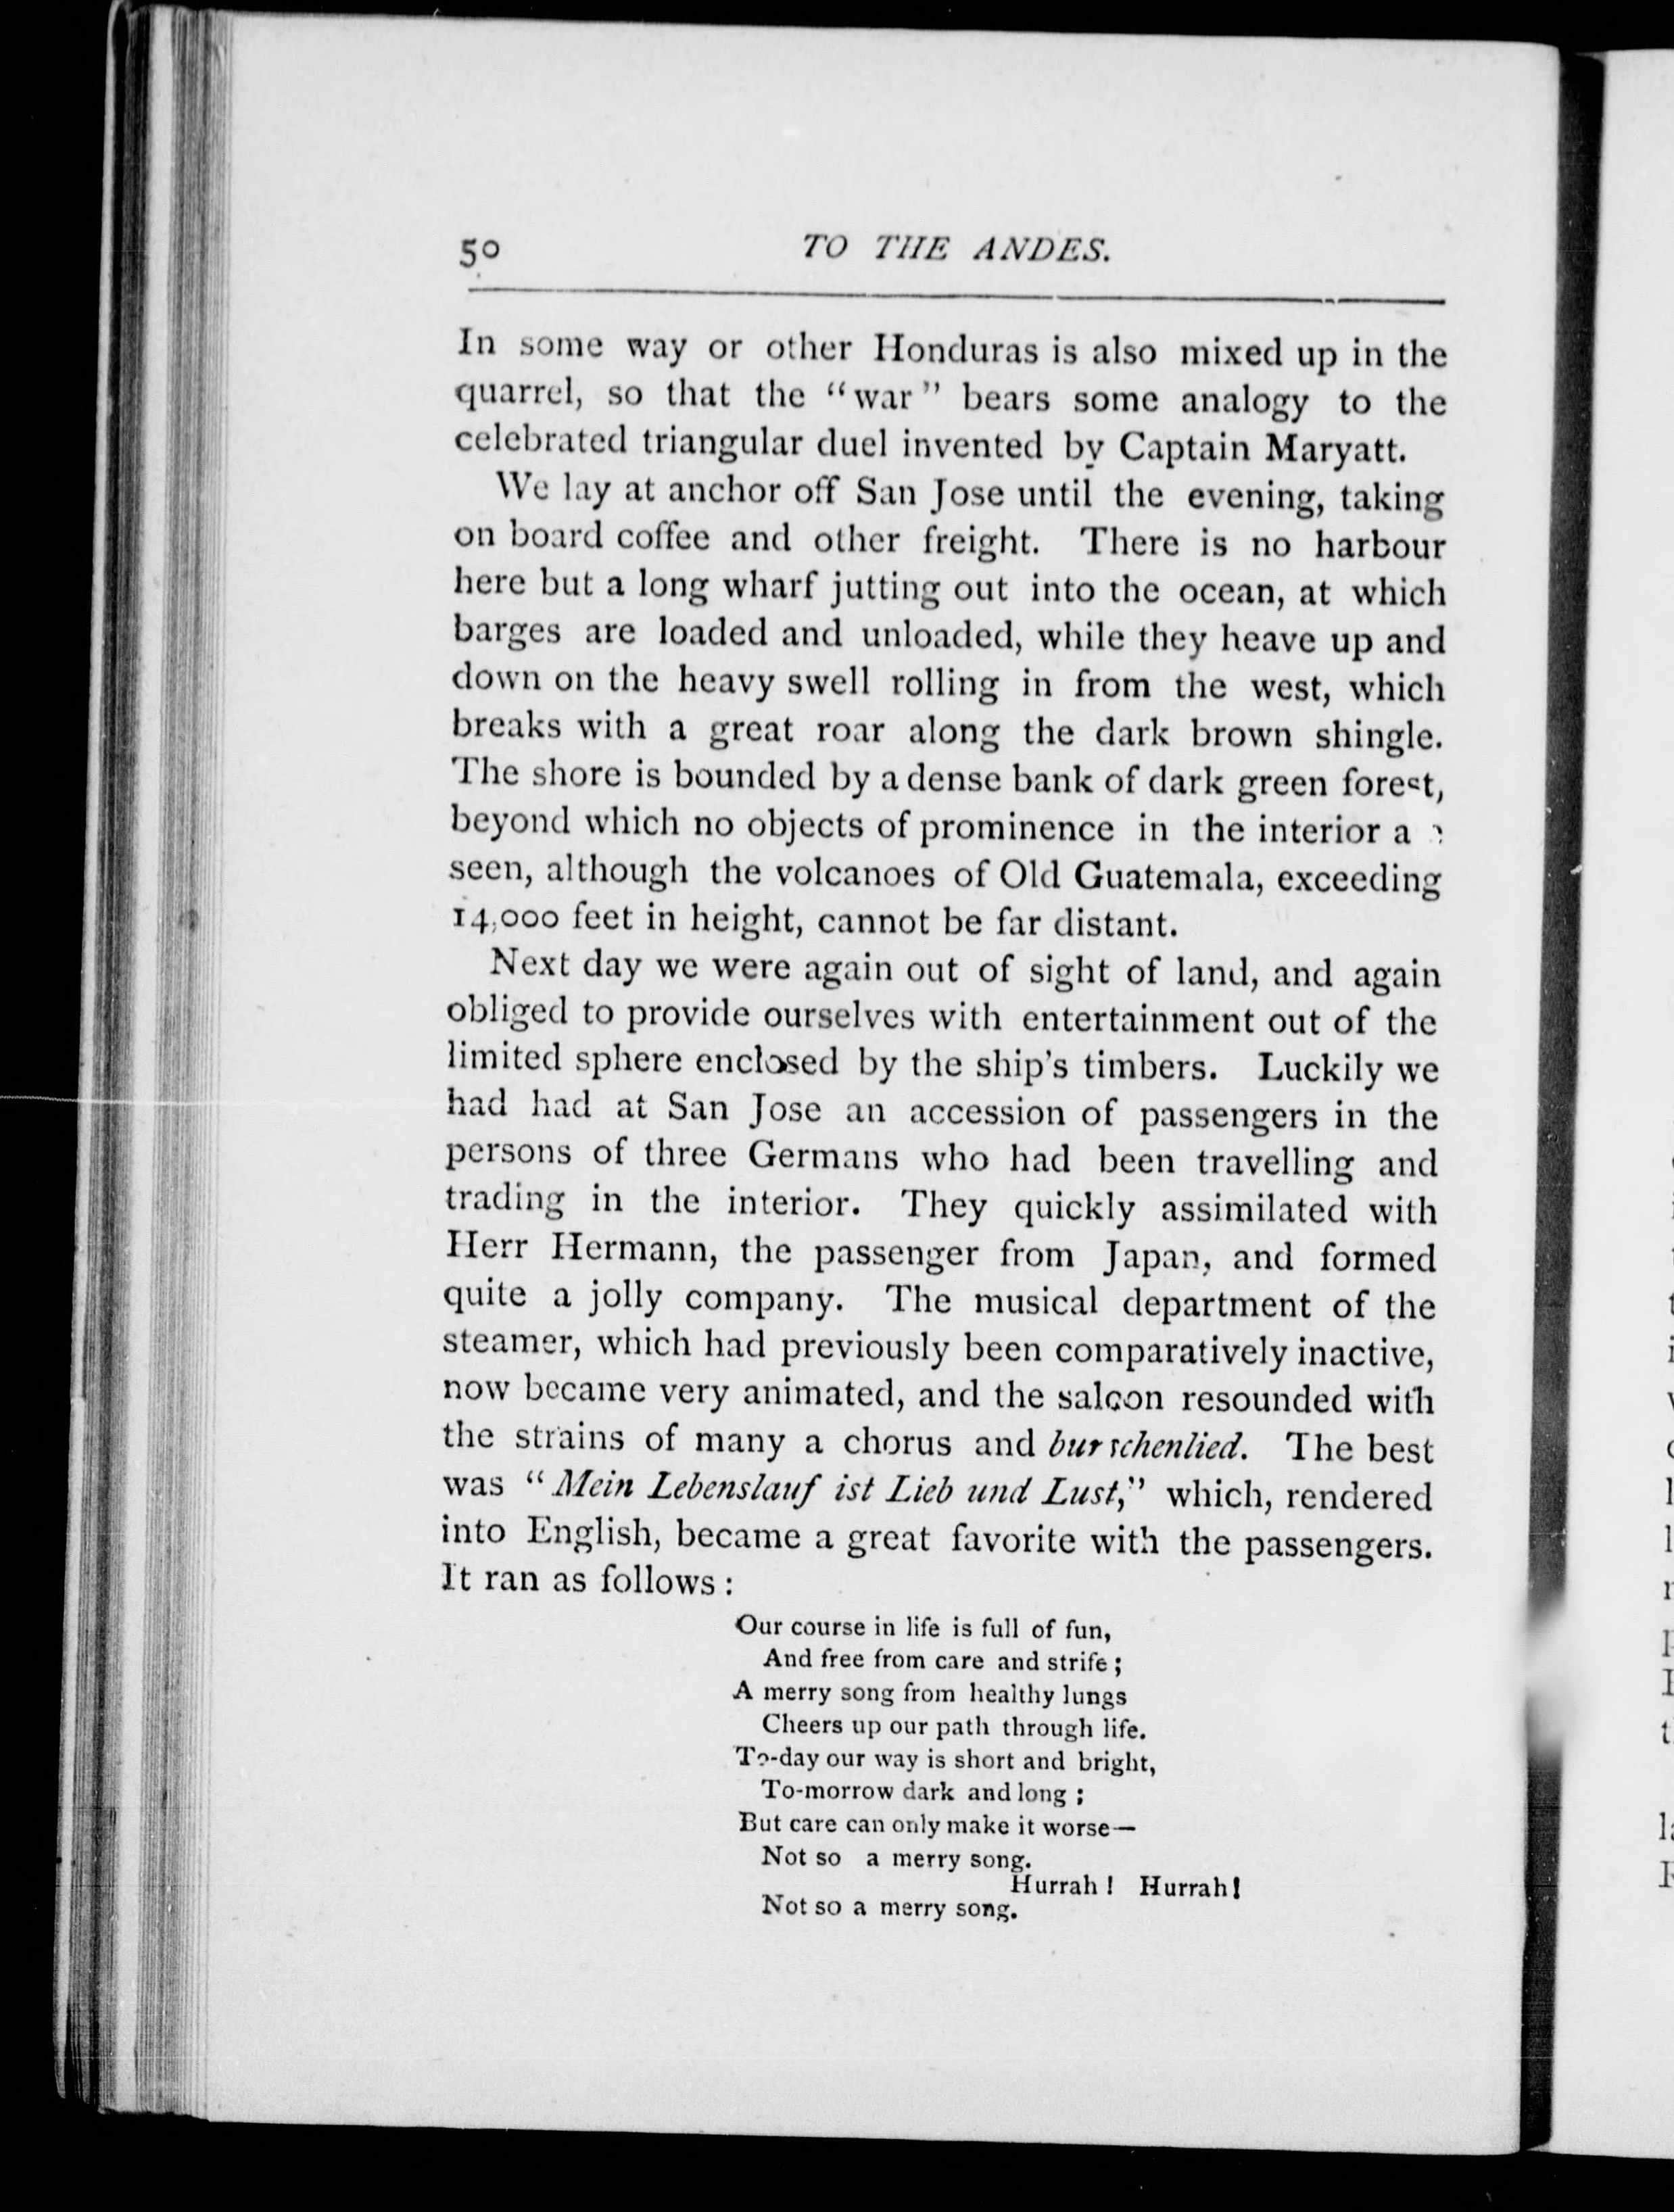 50 TO THE ANDES.
In some way or other Honduras is also mixed up in the
quarrel, so that the "war" bears some analogy to the
celebrated triangular duel invented by Captain Maryatt.
We lay at anchor off San Jose until the evening, taking
on board coffee and other freight. There is no harbour
here but a long wharf jutting out into the ocean, at which
barges are loaded and unloaded, while they heave up and
down on the heavy swell rolling in from the west, which
breaks with a great roar along the dark brown shingle.
The shore is bounded by a dense bank of dark green forest,
beyond which no objects of prominence in the interior a e
seen, although the volcanoes of Old Guatemala, exceeding
14,000 feet in height, cannot be far distant.
Next day we were again out of sight of land, and again
obliged to provide ourselves with entertainment out of the
limited sphere enclosed by the ship's timbers. Luckily we
had had at San Jose an accession of passengers in the
persons of three Germans who had been travelling and
trading in the interior. They quickly assimilated with
Herr Hermann, the passenger from Japan, and formed
quite a jolly company. The musical department of the
steamer, which had previously been comparatively inactive,
now became very animated, and the saloon resounded with
the strains of many a chorus and burschenlied. The best
was "Mein Lebenslauf ist Lieb und Lust," which, rendered
into English, became a great favorite with the passengers.
It ran as follows:
Our course in life is full of fun,
And free from care and strife;
A merry song from healthy lungs
Cheers up our path through life.
To-day our way is short and bright,
To-morrow dark and long;
But care can only make it worse—
Not so a merry song.
Hurrah! Hurrah!
Not so a merry song.